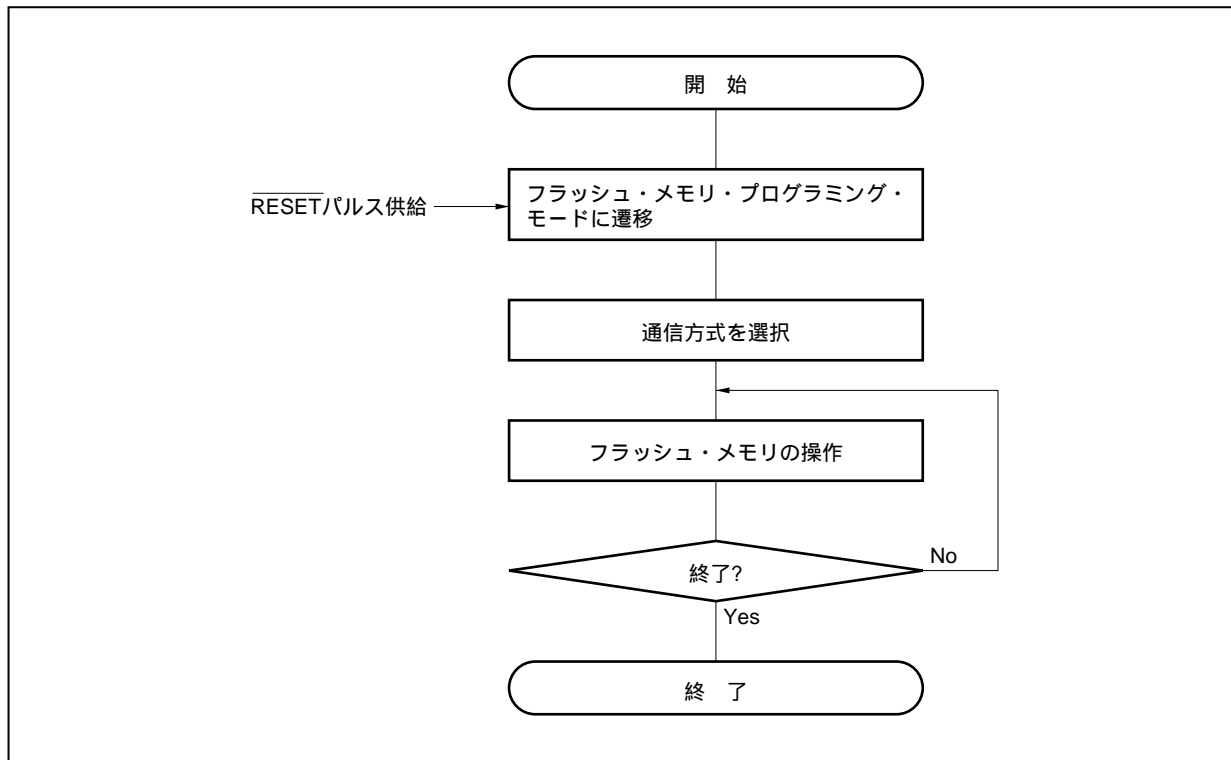 開 始
フラッシュ・メモリ・プログラミング・
モードに遷移
RESETパルス供給
通信方式を選択
フラッシュ・メモリの操作
終了?
No
Yes
終 了